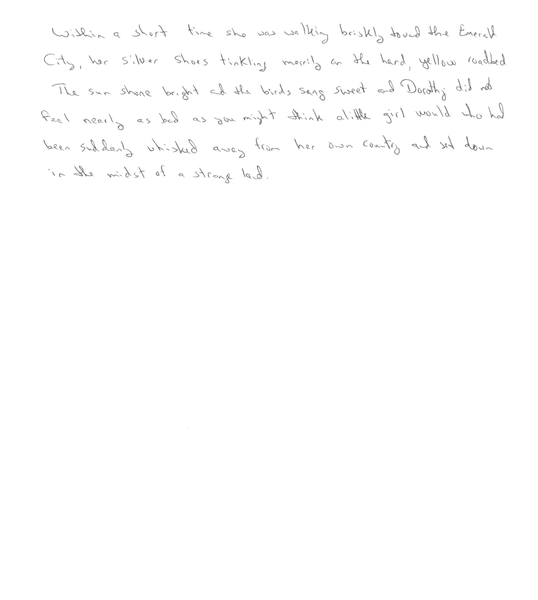 Within a short time she was walking briskly toward the Emerald
City, her Silver Shoes tinkling merrily on the hard, yellow roadbed
The sun shone bright and the birds sang sweet and Dorothy did not
feel nearly as bad as you might think a little girl would who had
been suddenly whisked away from her own country and set down
in the midst of a strange land.